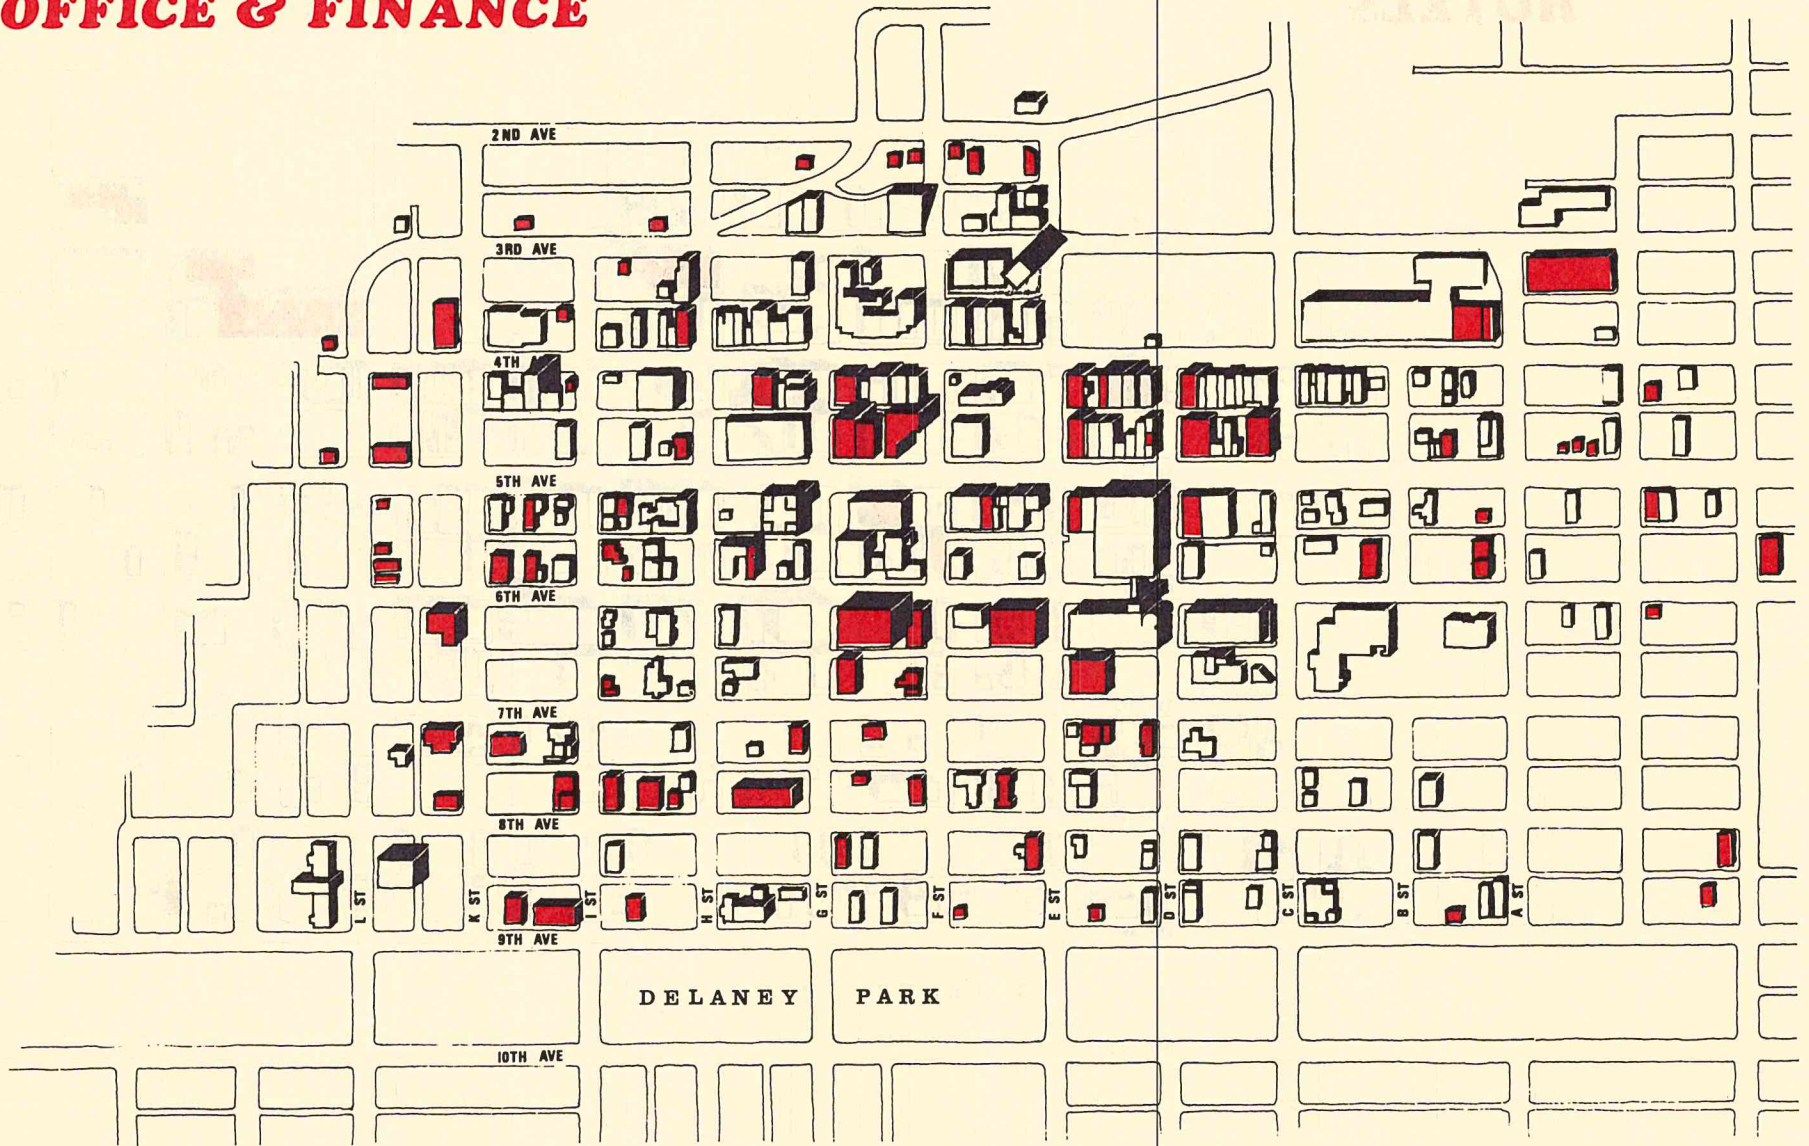 OFFICE & FINANCE
2ND AVE
3RD AVE
4TH A
5TH AVE
6TH AVE
7TH AVE
8TH AVE
L ST
K ST
I ST
H ST
G ST
F ST
E ST
D ST
C ST
B ST
A ST
9TH AVE
DELANEY PARK
10TH AVE